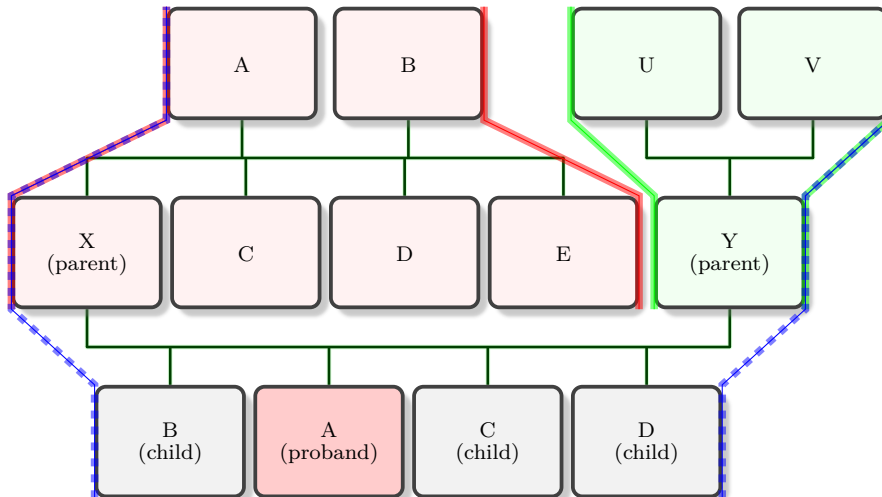 A
B
U
V
X
(parent)
C
D
E
Y
(parent)
B
(child)
A
(proband)
C
(child)
D
(child)